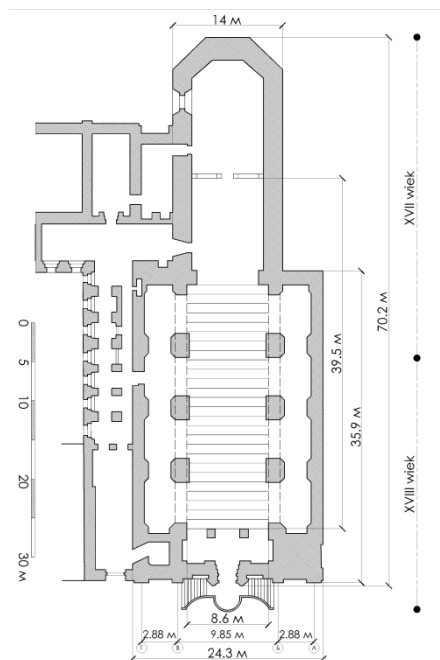 14 м
XVII wiek
70.2 м
39.5 м
35.9 м
0
5
10
20
30 м
XVIII wiek
8.6 м
2.88 м
9.85 м
2.88 м
Г
В
Б
А
24.3 м